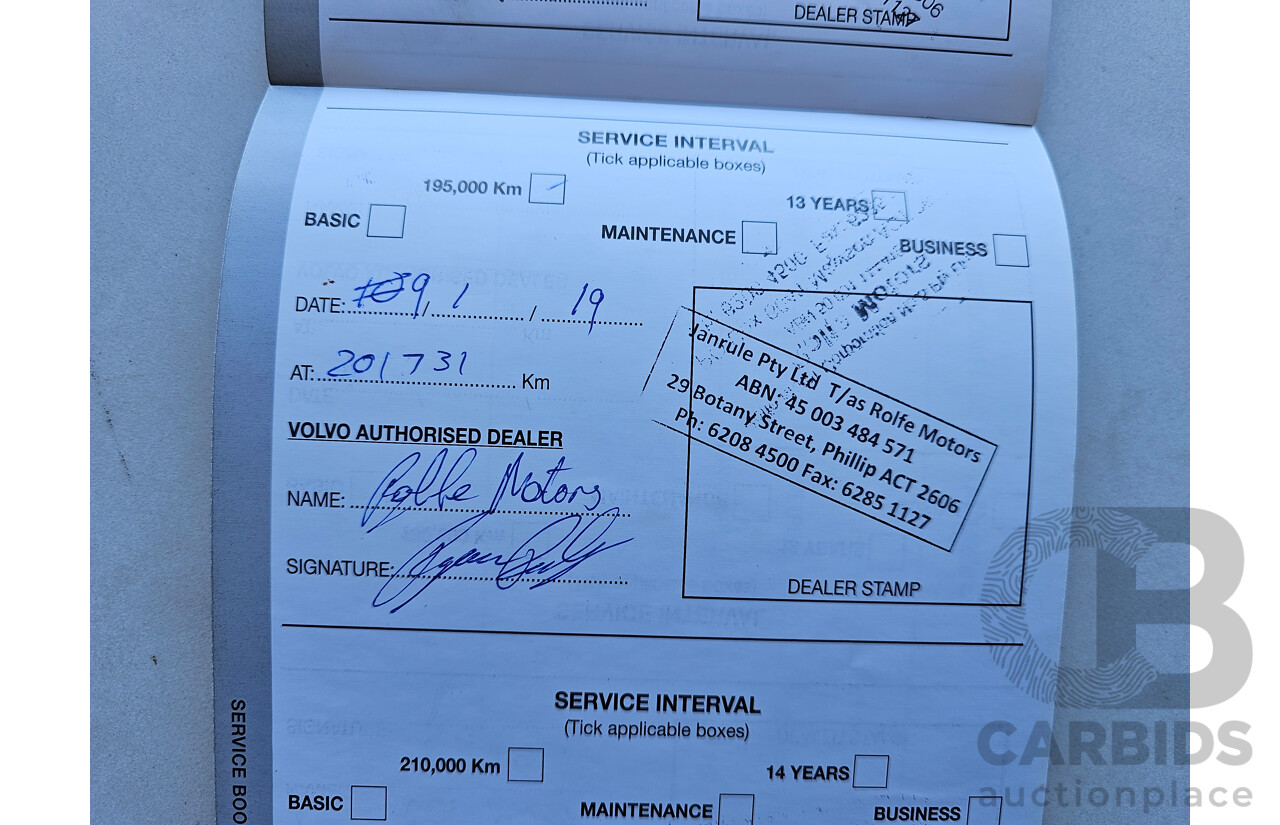 DEALER STAMP
SERVICE INTERVAL
(Tick applicable boxes)
195,000 Km
13 YEARS
BASIC
MAINTENANCE
BUSINESS
DATE: 9/1/19
AT: 201731 Km
VOLVO AUTHORISED DEALER
NAME: Rolfe Motors
SIGNATURE:
Janrule Pty Ltd T/as Rolfe Motors
ABN: 45 003 484 571
29 Botany Street, Phillip ACT 2606
Ph: 6208 4500 Fax: 6285 1127
DEALER STAMP
SERVICE INTERVAL
(Tick applicable boxes)
210,000 Km
14 YEARS
BASIC
MAINTENANCE
BUSINESS
SERVICE BOO
CB
CARBIDS
auctionplace